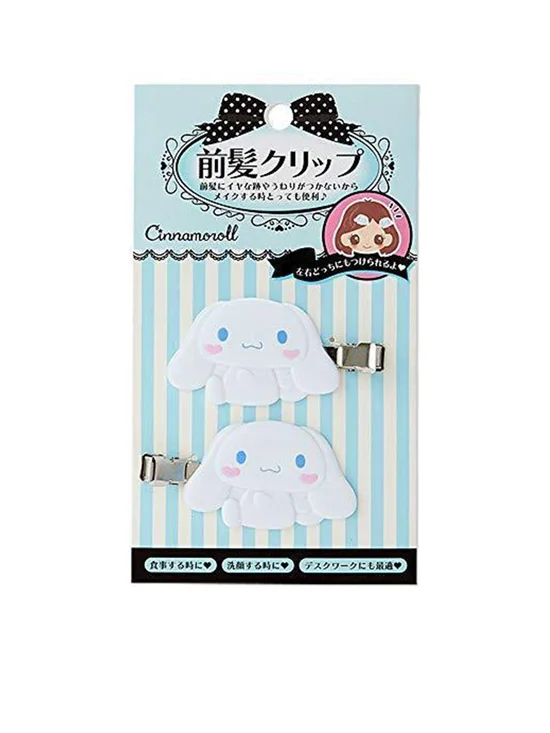 前髪クリップ
前髪にイヤな跡やうねりがつかないから
メイクする時とっても便利♪
Cinnamoroll
左右どっちにもつけられるよ♥
食事する時に♥ 洗顔する時に♥ デスクワークにも最適♥